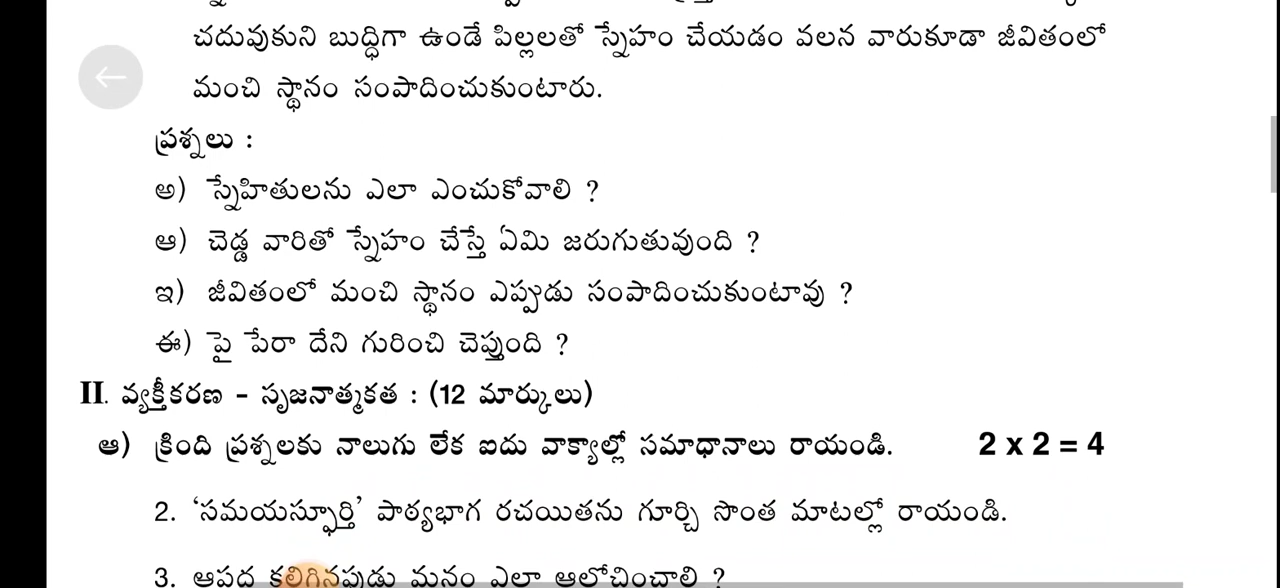 చదువుకుని బుద్ధిగా ఉండే పిల్లలతో స్నేహం చేయడం వలన వారుకూడా జీవితంలో
మంచి స్థానం సంపాదించుకుంటారు.
ప్రశ్నలు :
అ) స్నేహితులను ఎలా ఎంచుకోవాలి ?
ఆ) చెడ్డ వారితో స్నేహం చేస్తే ఏమి జరుగుతువుంది ?
ఇ) జీవితంలో మంచి స్థానం ఎప్పుడు సంపాదించుకుంటావు ?
ఈ) పై పేరా దేని గురించి చెప్తుంది ?
II. వ్యక్తీకరణ - సృజనాత్మకత : (12 మార్కులు)
అ) క్రింది ప్రశ్నలకు నాలుగు లేక ఐదు వాక్యాల్లో సమాధానాలు రాయండి. 2 x 2 = 4
2. ‘సమయస్ఫూర్తి’ పాఠ్యభాగ రచయితను గూర్చి సొంత మాటల్లో రాయండి.
3. ఆపద కలిగినపుడు మనం ఎలా ఆలోచించాలి ?